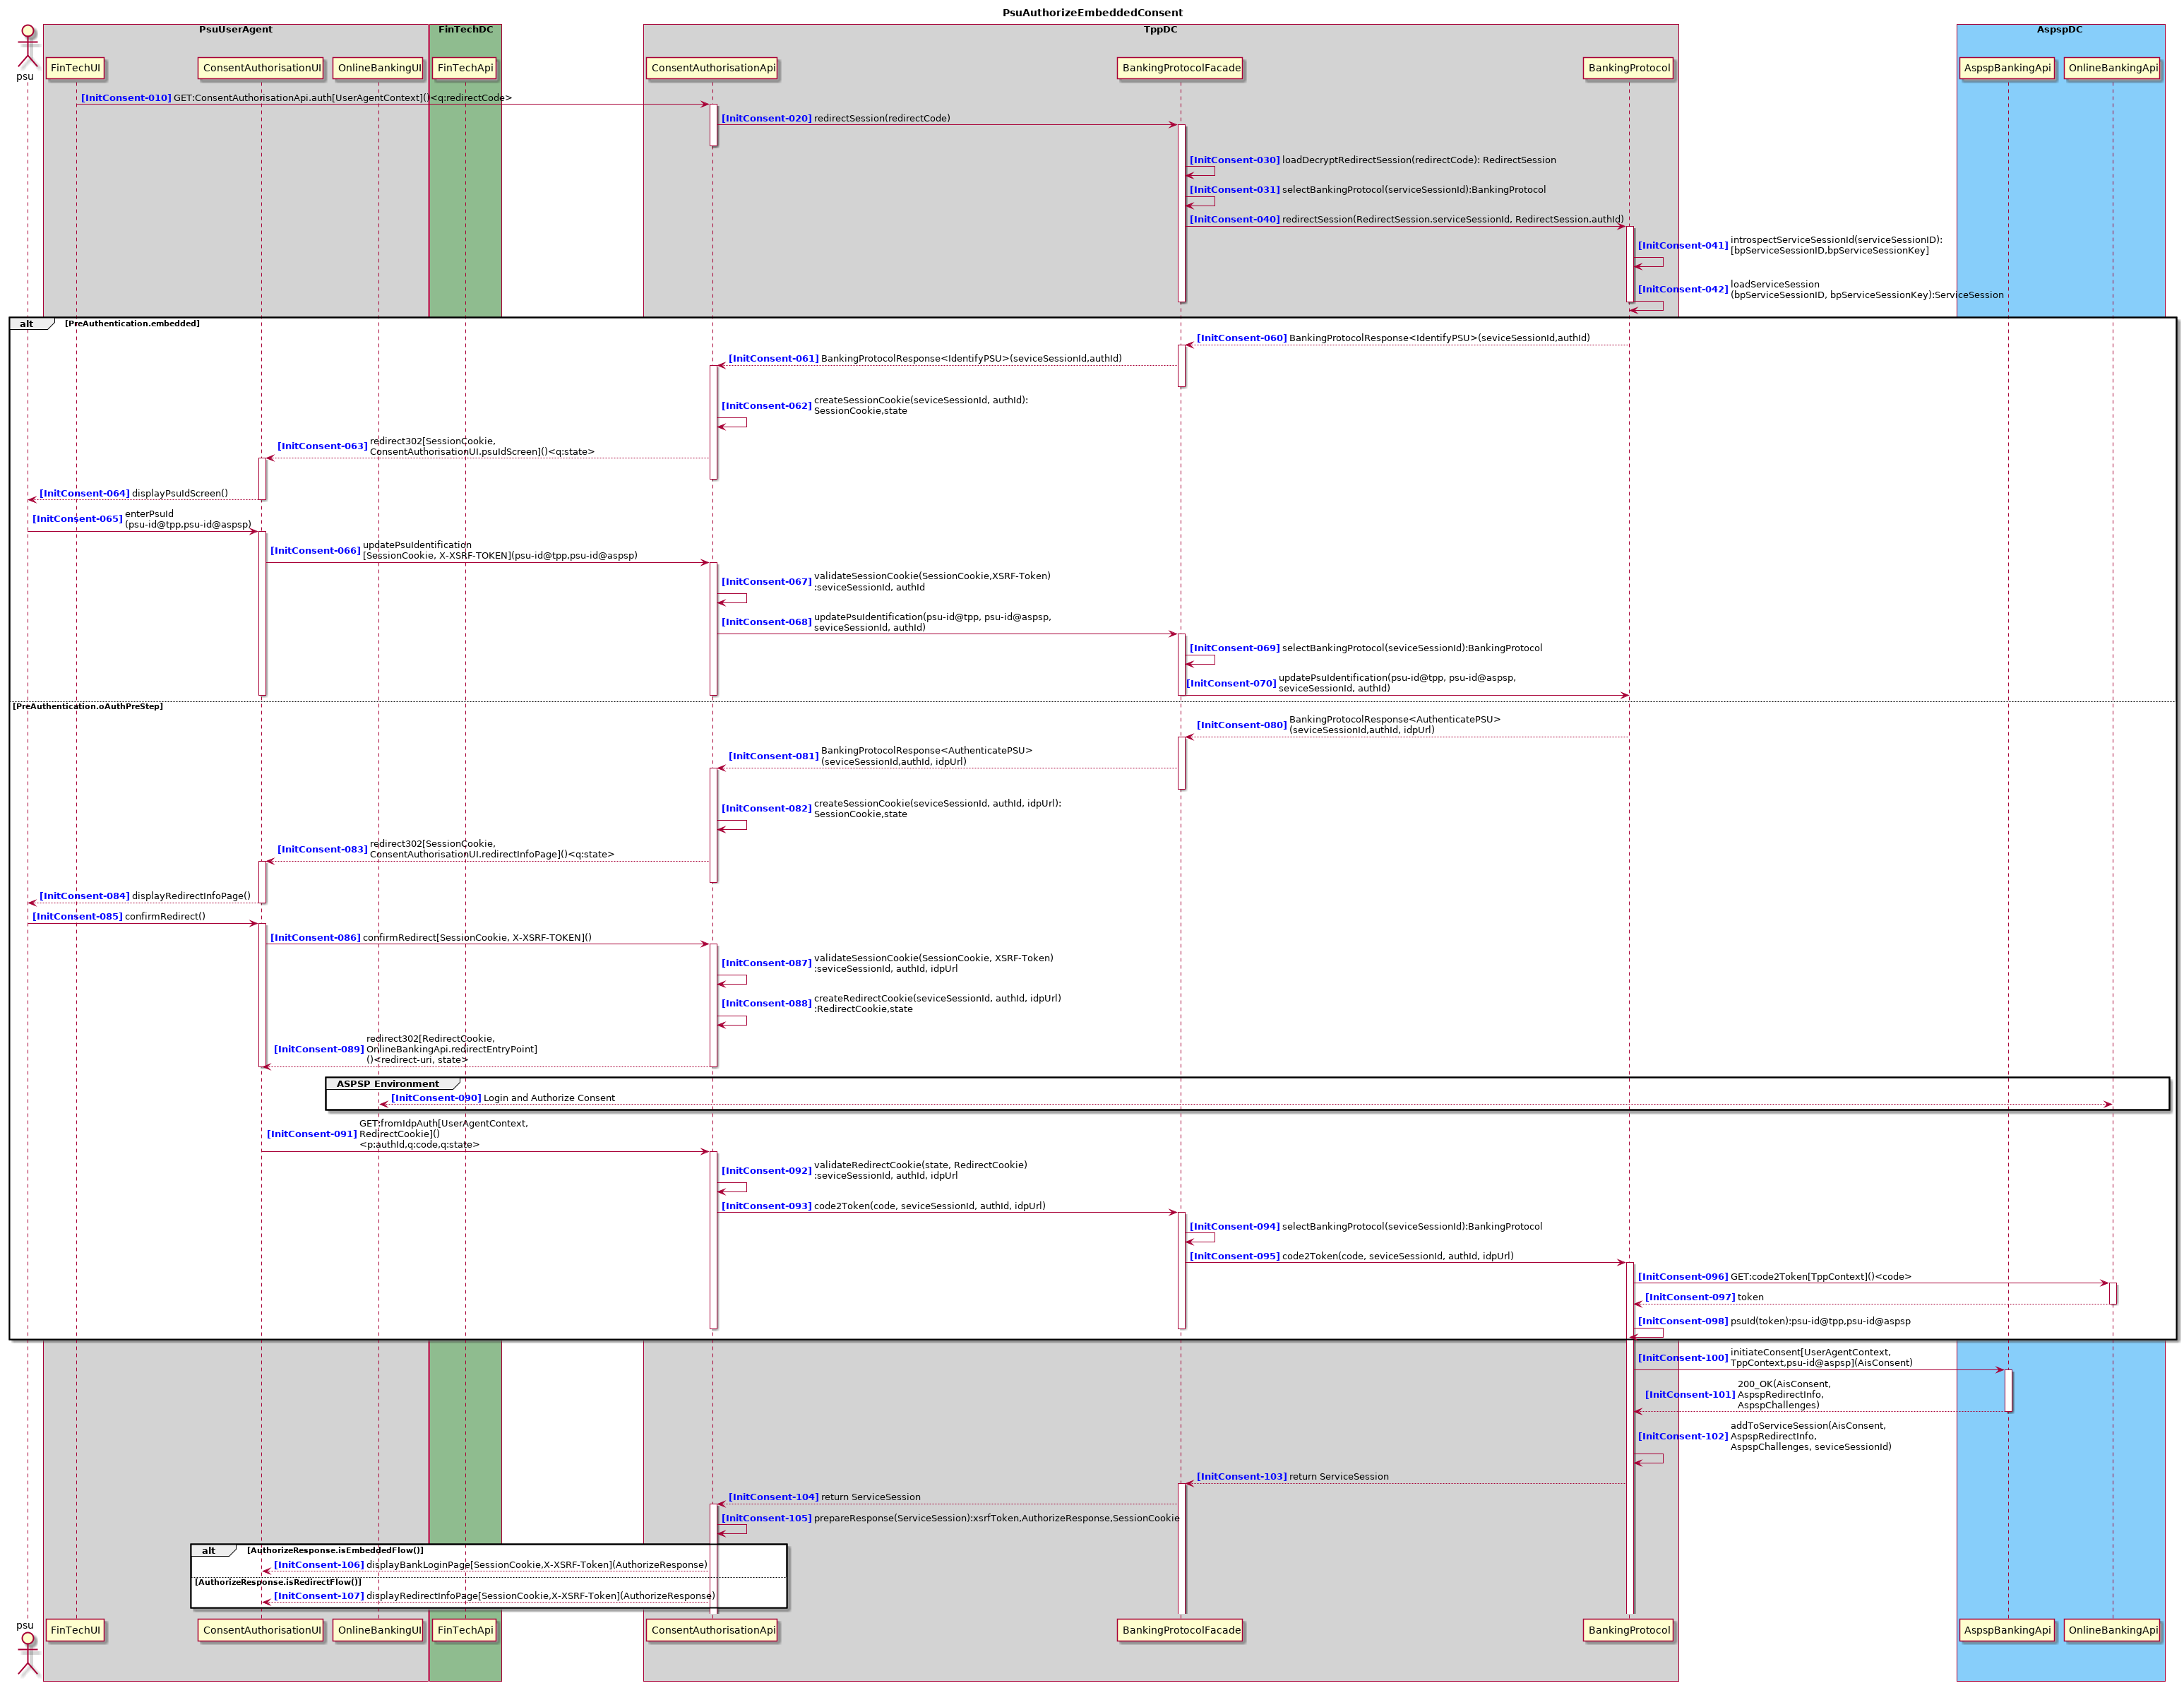 PsuAuthorizeEmbeddedConsent
PsuUserAgent
FinTechDC
TppDC
AspspDC
psu
FinTechUI
ConsentAuthorisationUI
OnlineBankingUI
FinTechApi
ConsentAuthorisationApi
BankingProtocolFacade
BankingProtocol
AspspBankingApi
OnlineBankingApi
[InitConsent-010] GET:ConsentAuthorisationApi.auth[UserAgentContext]()<q:redirectCode>
[InitConsent-020] redirectSession(redirectCode)
[InitConsent-030] loadDecryptRedirectSession(redirectCode): RedirectSession
[InitConsent-031] selectBankingProtocol(serviceSessionId):BankingProtocol
[InitConsent-040] redirectSession(RedirectSession.serviceSessionId, RedirectSession.authId)
[InitConsent-041] introspectServiceSessionId(serviceSessionID):
[bpServiceSessionID,bpServiceSessionKey]
[InitConsent-042] loadServiceSession
(bpServiceSessionID, bpServiceSessionKey):ServiceSession
alt [PreAuthentication.embedded]
[InitConsent-060] BankingProtocolResponse<IdentifyPSU>(seviceSessionId,authId)
[InitConsent-061] BankingProtocolResponse<IdentifyPSU>(seviceSessionId,authId)
[InitConsent-062] createSessionCookie(seviceSessionId, authId):
SessionCookie,state
[InitConsent-063] redirect302[SessionCookie,
ConsentAuthorisationUI.psuIdScreen]()<q:state>
[InitConsent-064] displayPsuIdScreen()
[InitConsent-065] enterPsuId
(psu-id@tpp,psu-id@aspsp)
[InitConsent-066] updatePsuIdentification
[SessionCookie, X-XSRF-TOKEN](psu-id@tpp,psu-id@aspsp)
[InitConsent-067] validateSessionCookie(SessionCookie,XSRF-Token)
:seviceSessionId, authId
[InitConsent-068] updatePsuIdentification(psu-id@tpp, psu-id@aspsp,
seviceSessionId, authId)
[InitConsent-069] selectBankingProtocol(seviceSessionId):BankingProtocol
[InitConsent-070] updatePsuIdentification(psu-id@tpp, psu-id@aspsp,
seviceSessionId, authId)
[PreAuthentication.oAuthPreStep]
[InitConsent-080] BankingProtocolResponse<AuthenticatePSU>
(seviceSessionId,authId, idpUrl)
[InitConsent-081] BankingProtocolResponse<AuthenticatePSU>
(seviceSessionId,authId, idpUrl)
[InitConsent-082] createSessionCookie(seviceSessionId, authId, idpUrl):
SessionCookie,state
[InitConsent-083] redirect302[SessionCookie,
ConsentAuthorisationUI.redirectInfoPage]()<q:state>
[InitConsent-084] displayRedirectInfoPage()
[InitConsent-085] confirmRedirect()
[InitConsent-086] confirmRedirect[SessionCookie, X-XSRF-TOKEN]()
[InitConsent-087] validateSessionCookie(SessionCookie, XSRF-Token)
:seviceSessionId, authId, idpUrl
[InitConsent-088] createRedirectCookie(seviceSessionId, authId, idpUrl)
:RedirectCookie,state
[InitConsent-089] redirect302[RedirectCookie,
OnlineBankingApi.redirectEntryPoint]
()<redirect-uri, state>
ASPSP Environment
[InitConsent-090] Login and Authorize Consent
[InitConsent-091] GET:fromIdpAuth[UserAgentContext,
RedirectCookie]()
<p:authId,q:code,q:state>
[InitConsent-092] validateRedirectCookie(state, RedirectCookie)
:seviceSessionId, authId, idpUrl
[InitConsent-093] code2Token(code, seviceSessionId, authId, idpUrl)
[InitConsent-094] selectBankingProtocol(seviceSessionId):BankingProtocol
[InitConsent-095] code2Token(code, seviceSessionId, authId, idpUrl)
[InitConsent-096] GET:code2Token[TppContext]()<code>
[InitConsent-097] token
[InitConsent-098] psuId(token):psu-id@tpp,psu-id@aspsp
[InitConsent-100] initiateConsent[UserAgentContext,
TppContext,psu-id@aspsp](AisConsent)
[InitConsent-101] 200_OK(AisConsent,
AspspRedirectInfo,
AspspChallenges)
[InitConsent-102] addToServiceSession(AisConsent,
AspspRedirectInfo,
AspspChallenges, seviceSessionId)
[InitConsent-103] return ServiceSession
[InitConsent-104] return ServiceSession
[InitConsent-105] prepareResponse(ServiceSession):xsrfToken,AuthorizeResponse,SessionCookie
alt [AuthorizeResponse.isEmbeddedFlow()]
[InitConsent-106] displayBankLoginPage[SessionCookie,X-XSRF-Token](AuthorizeResponse)
[AuthorizeResponse.isRedirectFlow()]
[InitConsent-107] displayRedirectInfoPage[SessionCookie,X-XSRF-Token](AuthorizeResponse)
psu
FinTechUI
ConsentAuthorisationUI
OnlineBankingUI
FinTechApi
ConsentAuthorisationApi
BankingProtocolFacade
BankingProtocol
AspspBankingApi
OnlineBankingApi